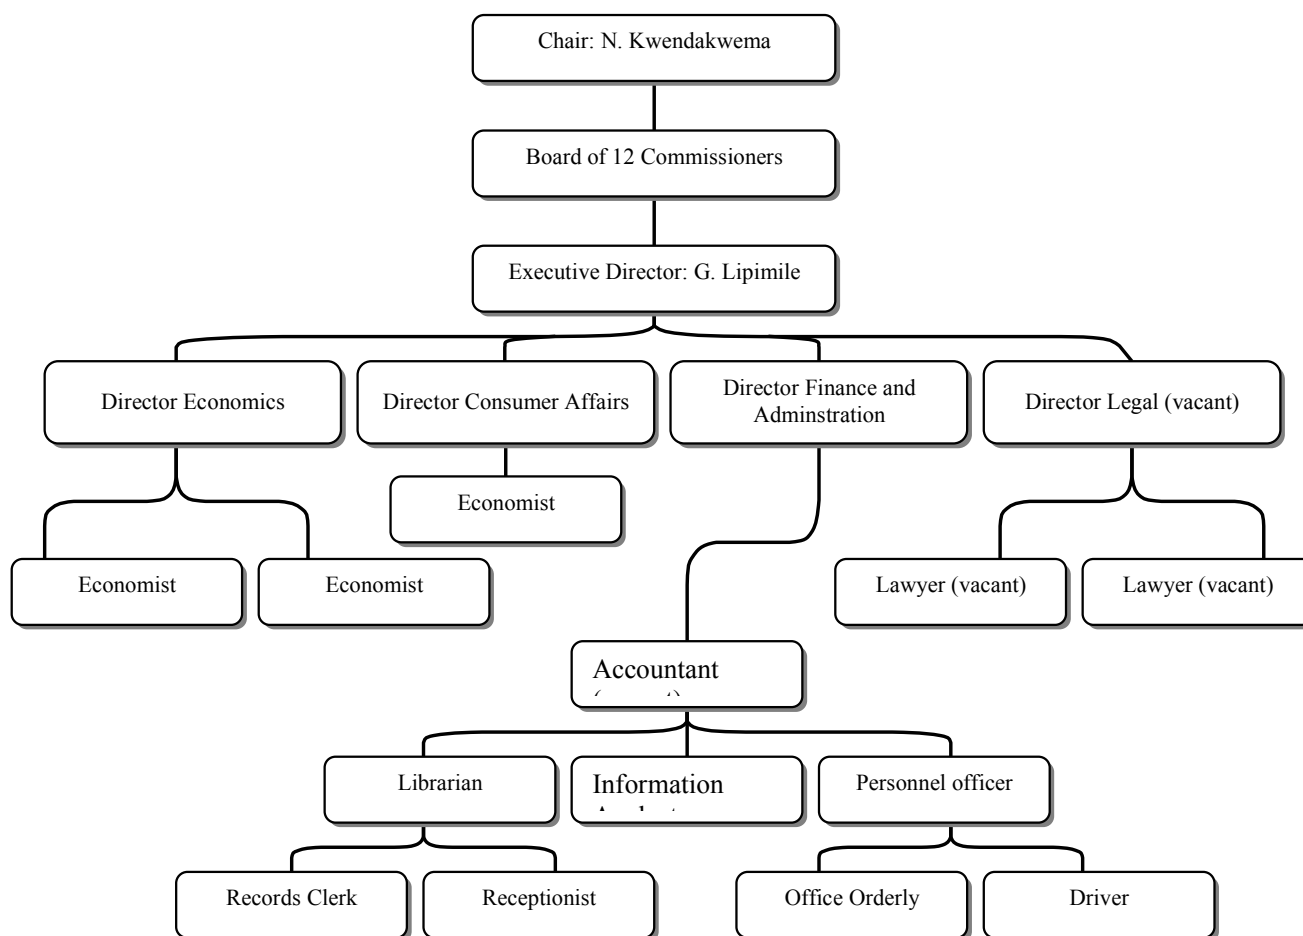 Chair: N. Kwendakwema
Board of 12 Commissioners
Executive Director: G. Lipimile
Director Economics
Director Consumer Affairs
Director Finance and
Adminstration
Director Legal (vacant)
Economist
Economist
Economist
Lawyer (vacant)
Lawyer (vacant)
Accountant
Librarian
Information
Personnel officer
Records Clerk
Receptionist
Office Orderly
Driver